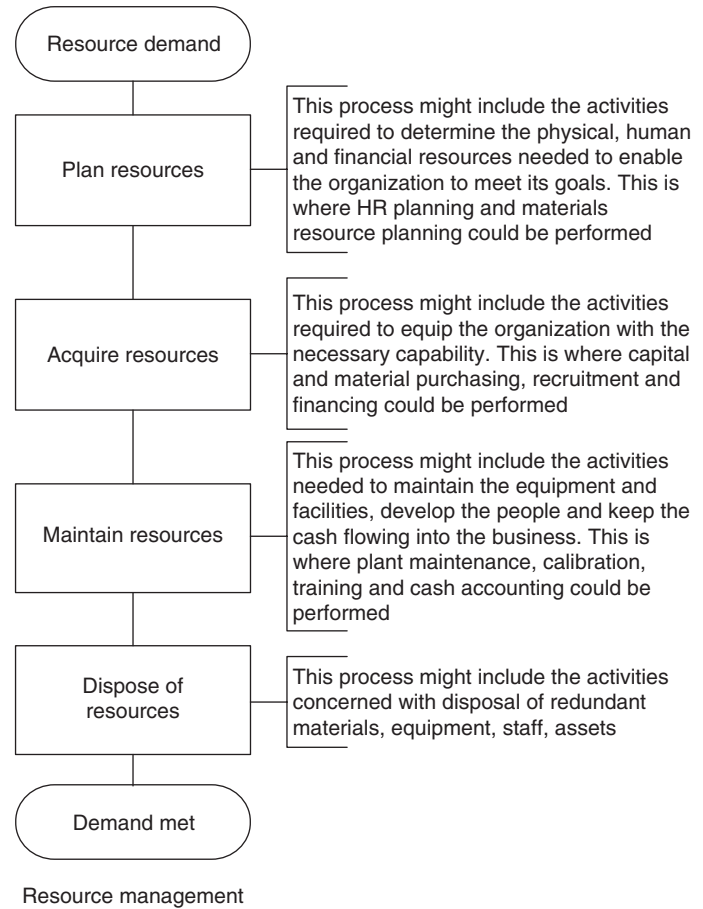 Resource demand
Plan resources
This process might include the activities
required to determine the physical, human
and financial resources needed to enable
the organization to meet its goals. This is
where HR planning and materials
resource planning could be performed
Acquire resources
This process might include the activities
required to equip the organization with the
necessary capability. This is where capital
and material purchasing, recruitment and
financing could be performed
Maintain resources
This process might include the activities
needed to maintain the equipment and
facilities, develop the people and keep the
cash flowing into the business. This is
where plant maintenance, calibration,
training and cash accounting could be
performed
Dispose of
resources
This process might include the activities
concerned with disposal of redundant
materials, equipment, staff, assets
Demand met
Resource management